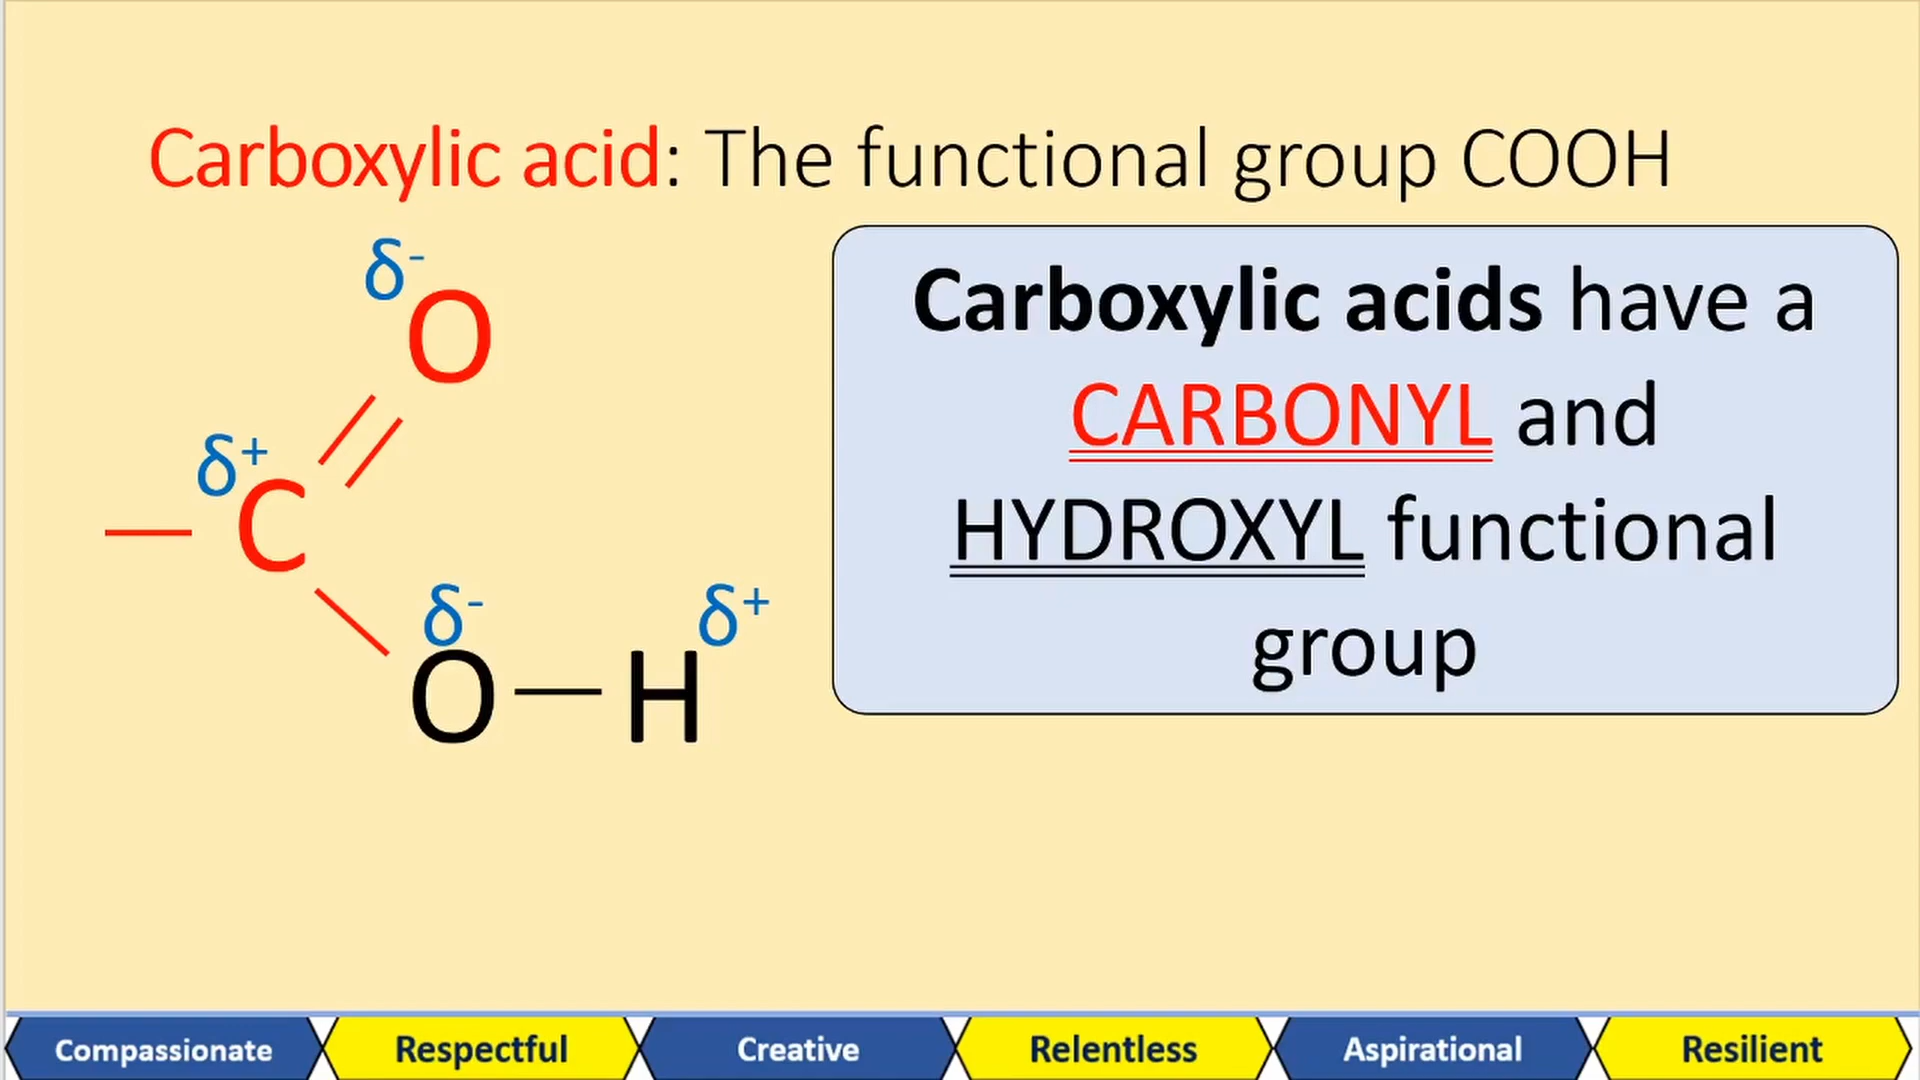 Carboxylic acid: The functional group COOH
δ-
O
δ+
C
δ- δ+
O H
Carboxylic acids have a
CARBONYL and
HYDROXYL functional
group
Compassionate Respectful Creative Relentless Aspirational Resilient